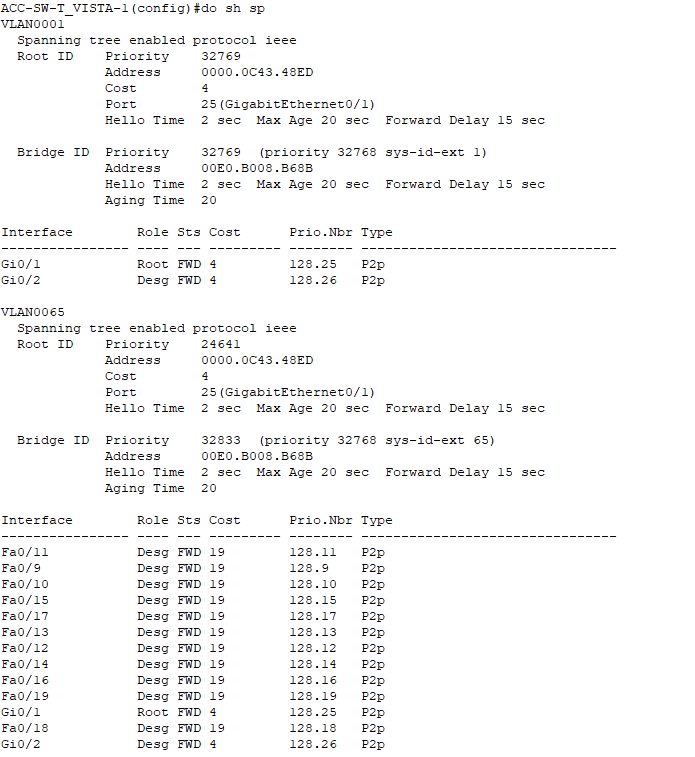 ACC-SW-T_VISTA-1(config)#do sh sp
VLAN0001
  Spanning tree enabled protocol ieee
  Root ID    Priority    32769
             Address     0000.0C43.48ED
             Cost        4
             Port        25(GigabitEthernet0/1)
             Hello Time  2 sec  Max Age 20 sec  Forward Delay 15 sec

  Bridge ID  Priority    32769  (priority 32768 sys-id-ext 1)
             Address     00E0.B008.B68B
             Hello Time  2 sec  Max Age 20 sec  Forward Delay 15 sec
             Aging Time  20

Interface        Role Sts Cost      Prio.Nbr Type
---------------- ---- --- --------- -------- --------------------------------
Gi0/1            Root FWD 4         128.25   P2p
Gi0/2            Desg FWD 4         128.26   P2p

VLAN0065
  Spanning tree enabled protocol ieee
  Root ID    Priority    24641
             Address     0000.0C43.48ED
             Cost        4
             Port        25(GigabitEthernet0/1)
             Hello Time  2 sec  Max Age 20 sec  Forward Delay 15 sec

  Bridge ID  Priority    32833  (priority 32768 sys-id-ext 65)
             Address     00E0.B008.B68B
             Hello Time  2 sec  Max Age 20 sec  Forward Delay 15 sec
             Aging Time  20

Interface        Role Sts Cost      Prio.Nbr Type
---------------- ---- --- --------- -------- --------------------------------
Fa0/11           Desg FWD 19        128.11   P2p
Fa0/9            Desg FWD 19        128.9    P2p
Fa0/10           Desg FWD 19        128.10   P2p
Fa0/15           Desg FWD 19        128.15   P2p
Fa0/17           Desg FWD 19        128.17   P2p
Fa0/13           Desg FWD 19        128.13   P2p
Fa0/12           Desg FWD 19        128.12   P2p
Fa0/14           Desg FWD 19        128.14   P2p
Fa0/16           Desg FWD 19        128.16   P2p
Fa0/19           Desg FWD 19        128.19   P2p
Gi0/1            Root FWD 4         128.25   P2p
Fa0/18           Desg FWD 19        128.18   P2p
Gi0/2            Desg FWD 4         128.26   P2p